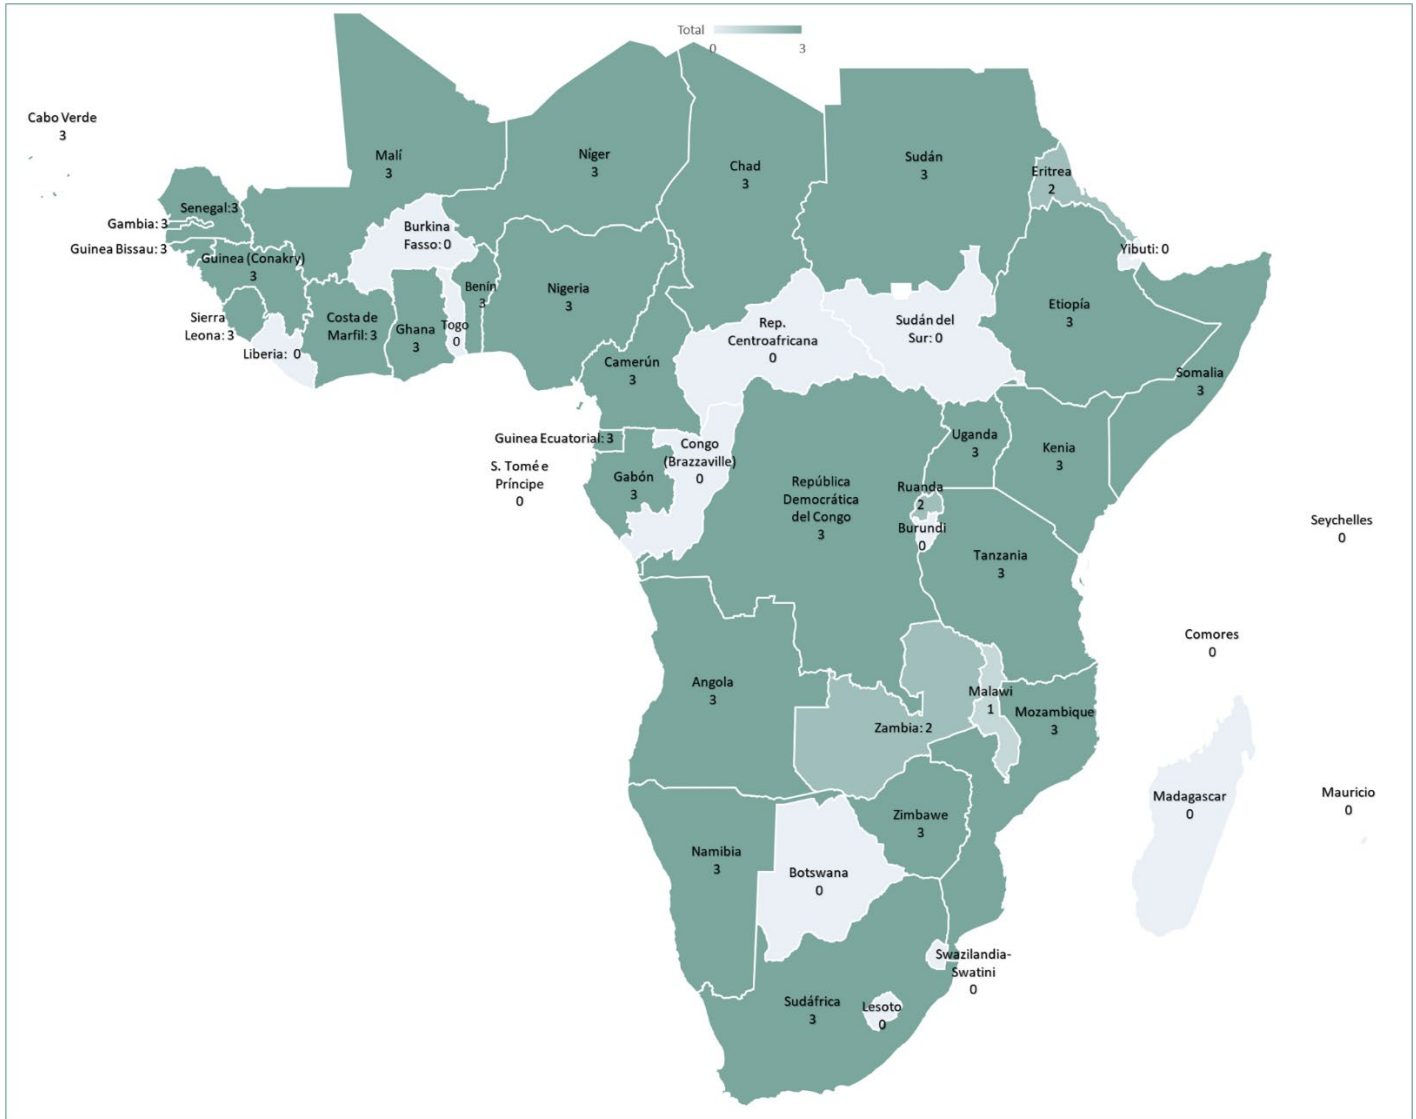 Total
0 3
Cabo Verde
3
Malí
3
Níger
3
Chad
3
Sudán
3
Eritrea
2
Senegal:3
Gambia: 3
Guinea Bissau: 3
Guinea (Conakry)
3
Burkina
Fasso: 0
Yibuti: 0
Sierra
Leona: 3
Liberia: 0
Costa de
Marfil: 3
Ghana
3
Togo
0
Benín
3
Nigeria
3
Camerún
3
Rep.
Centroafricana
0
Sudán del
Sur: 0
Etiopía
3
Somalia
3
Guinea Ecuatorial: 3
S. Tomé e
Príncipe
0
Gabón
3
Congo
(Brazzaville)
0
República
Democrática
del Congo
3
Uganda
3
Kenia
3
Ruanda
2
Burundi
0
Tanzania
3
Seychelles
0
Comores
0
Angola
3
Zambia: 2
Malawi
1
Mozambique
3
Madagascar
0
Mauricio
0
Namibia
3
Botswana
0
Zimbawe
3
Swazilandia-
Swatini
0
Sudáfrica
3
Lesoto
0